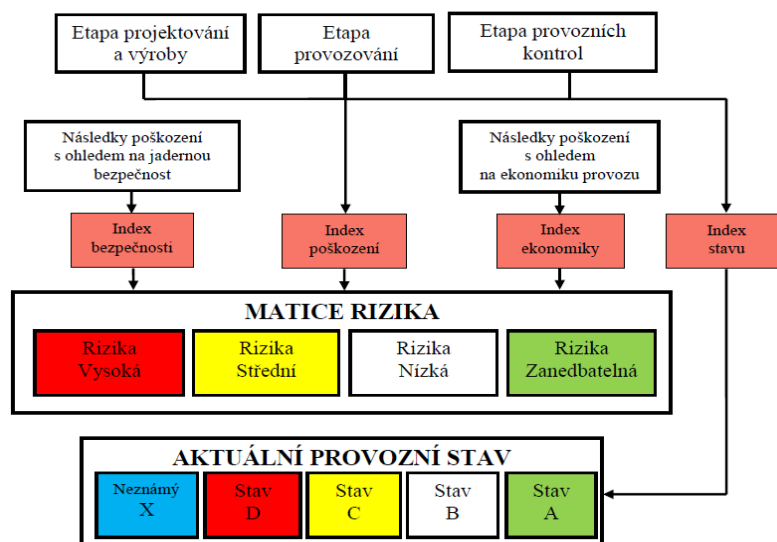 Etapa projektování
a výroby
Etapa
provozování
Etapa provozních
kontrol
Následky poškození
s ohledem na jadernou
bezpečnost
Následky poškození
s ohledem
na ekonomiku provozu
Index
bezpečnosti
Index
poškození
Index
ekonomiky
Index
stavu
MATICE RIZIKA
Rizika
Vysoká
Rizika
Střední
Rizika
Nízká
Rizika
Zanedbatelná
AKTUÁLNÍ PROVOZNÍ STAV
Neznámý
X
Stav
D
Stav
C
Stav
B
Stav
A